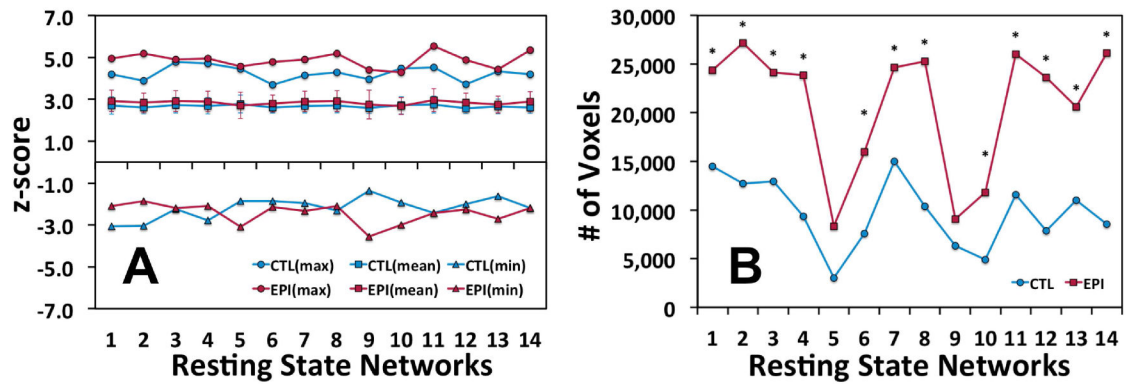 7.0
5.0
3.0
1.0
-1.0
-3.0
-5.0
-7.0
z-score
A
CTL(max) CTL(mean) CTL(min)
EPI(max) EPI(mean) EPI(min)
1 2 3 4 5 6 7 8 9 10 11 12 13 14
Resting State Networks
30,000
25,000
20,000
15,000
10,000
5,000
0
# of Voxels
* * * * * * * * * * * *
B
CTL EPI
1 2 3 4 5 6 7 8 9 10 11 12 13 14
Resting State Networks